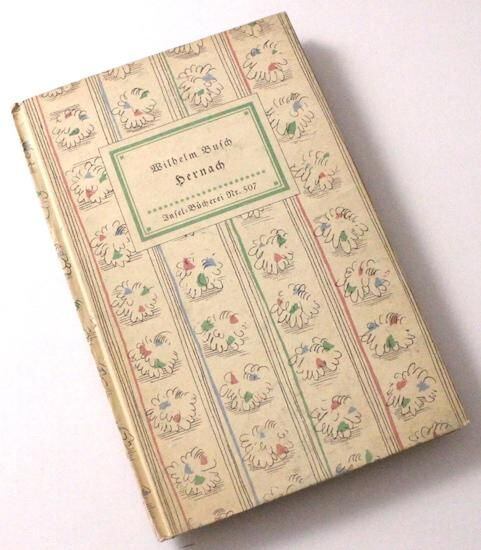 Wilhelm Busch
Hernach
Insel-Bücherei Nr. 507